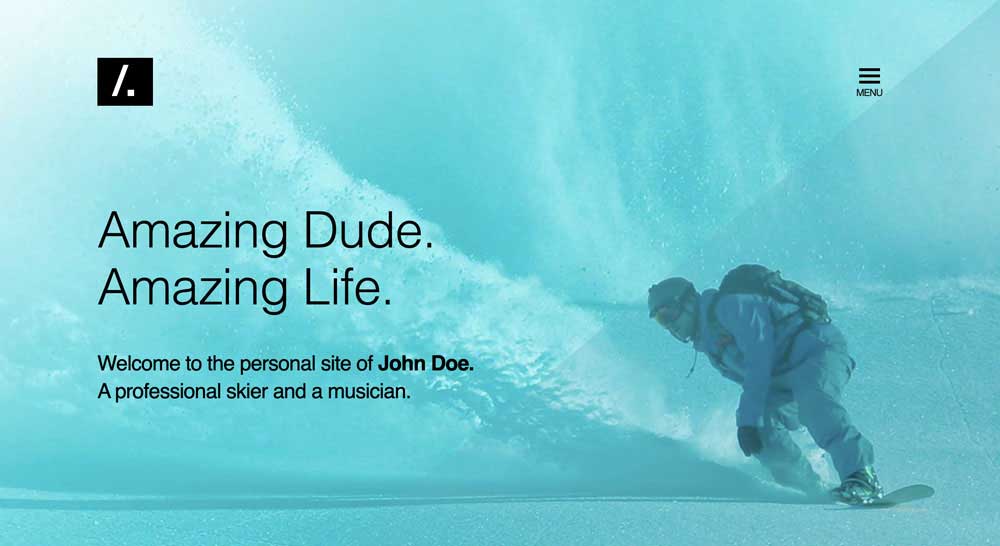 /.
MENU
Amazing Dude.
Amazing Life.
Welcome to the personal site of John Doe.
A professional skier and a musician.